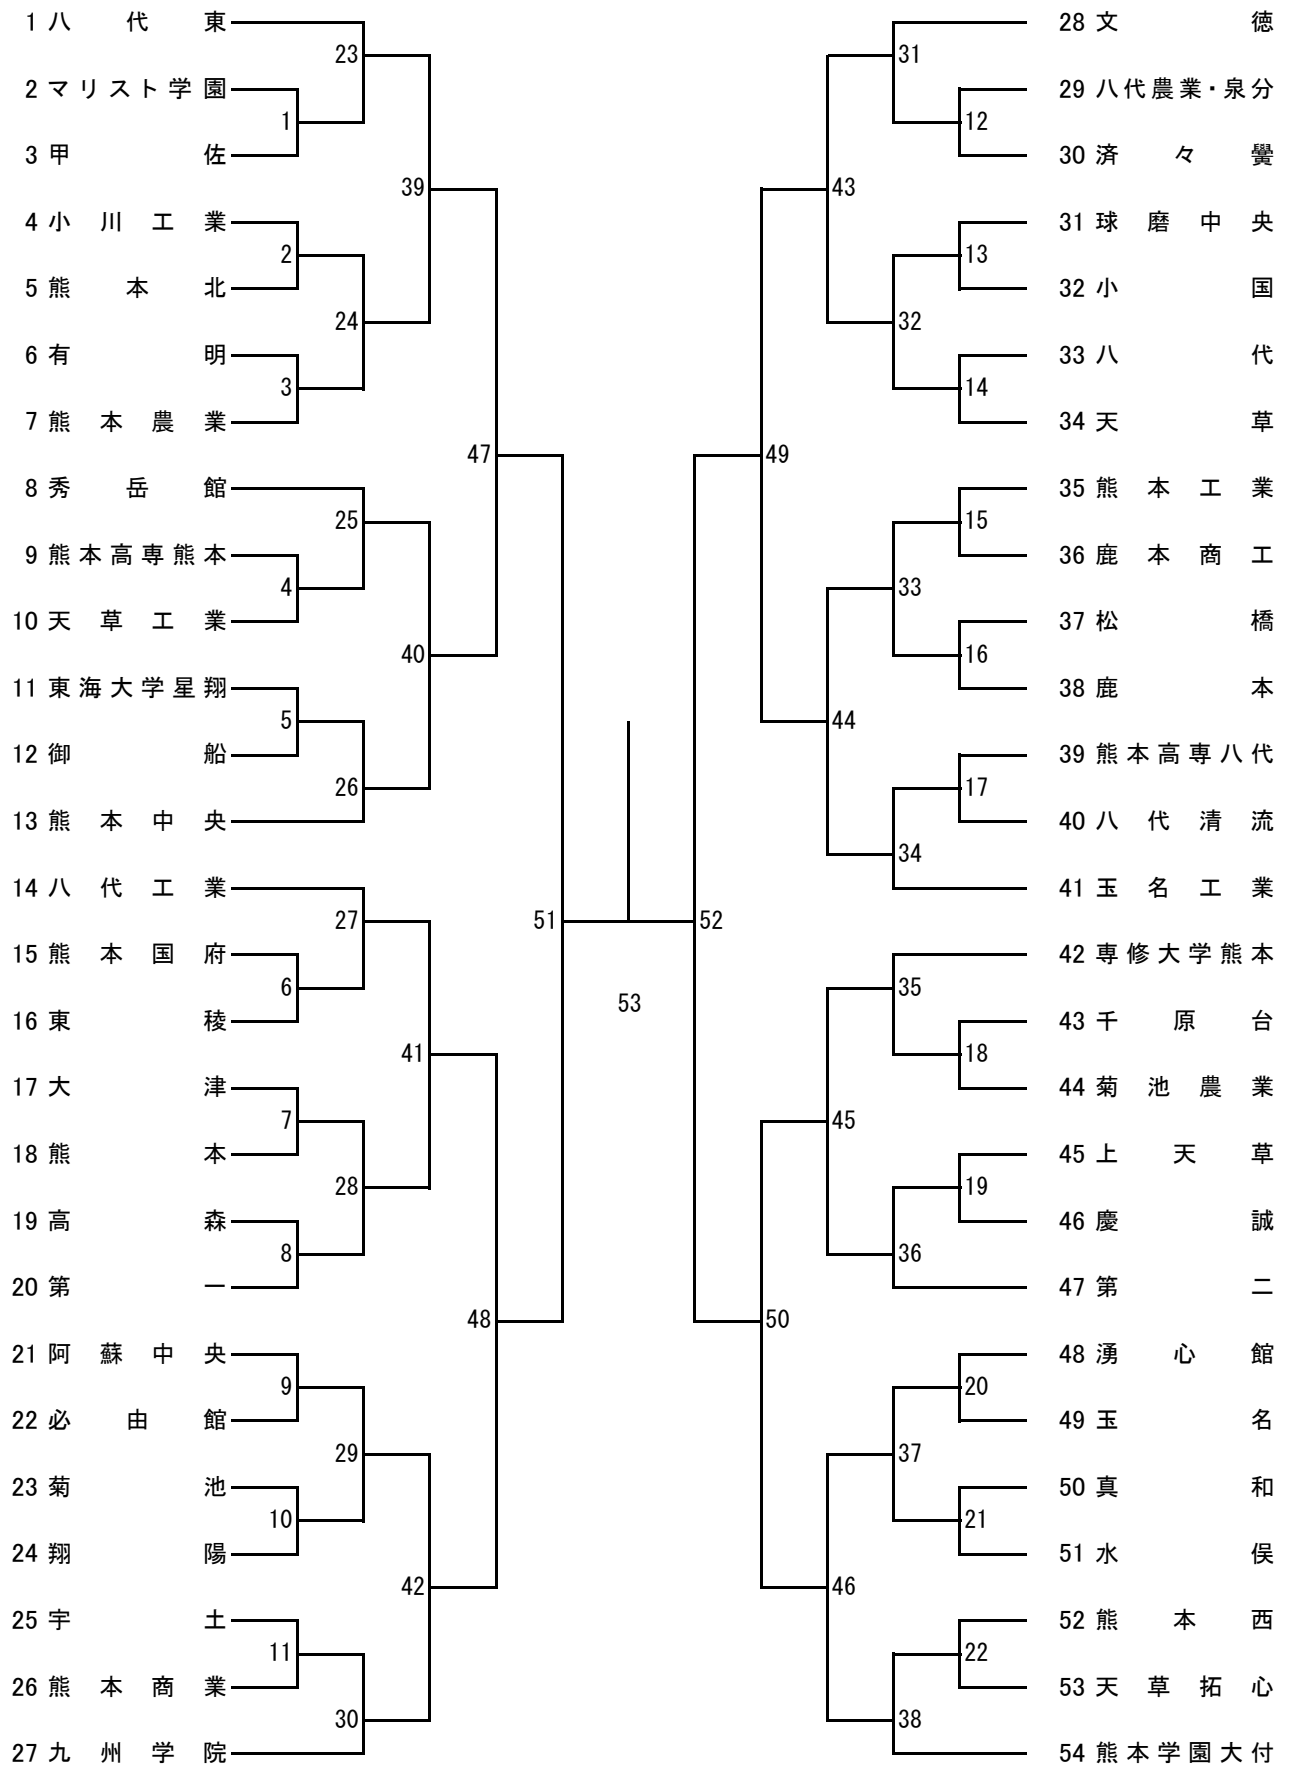 1 八代東
28 文徳
23
31
2 マリスト学園
29 八代農業・泉分
1
12
3 甲佐
30 済々黌
39
43
4 小川工業
31 球磨中央
2
13
5 熊本北
32 小国
24
32
6 有明
33 八代
3
14
7 熊本農業
34 天草
47
49
8 秀岳館
35 熊本工業
25
15
9 熊本高専熊本
36 鹿本商工
4
33
10 天草工業
37 松橋
40
16
11 東海大学星翔
38 鹿本
5
44
12 御船
39 熊本高専八代
26
17
13 熊本中央
40 八代清流
34
14 八代工業
41 玉名工業
27
51
52
15 熊本国府
42 専修大学熊本
6
35
53
16 東稜
43 千原台
41
18
17 大津
44 菊池農業
7
45
18 熊本
45 上天草
28
19
19 高森
46 慶誠
8
36
20 第一
47 第二
48
50
21 阿蘇中央
48 湧心館
9
20
22 必由館
49 玉名
29
37
23 菊池
50 真和
10
21
24 翔陽
51 水俣
42
46
25 宇土
52 熊本西
11
22
26 熊本商業
53 天草拓心
30
38
27 九州学院
54 熊本学園大付